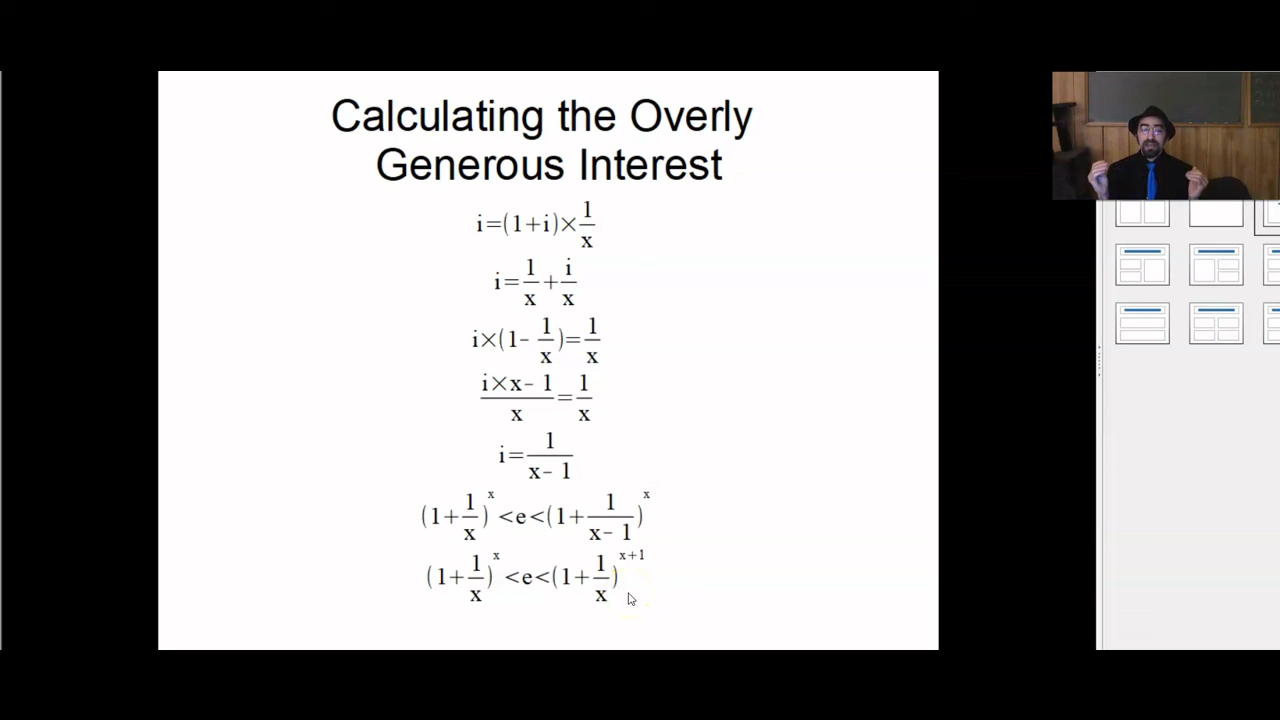 Calculating the Overly
Generous Interest
i=(1+i)×1/x
i=1/x+i/x
i×(1-1/x)=1/x
(i×x-1)/x=1/x
i=1/(x-1)
(1+1/x)^x<e<(1+1/(x-1))^x
(1+1/x)^x<e<(1+1/x)^(x+1)